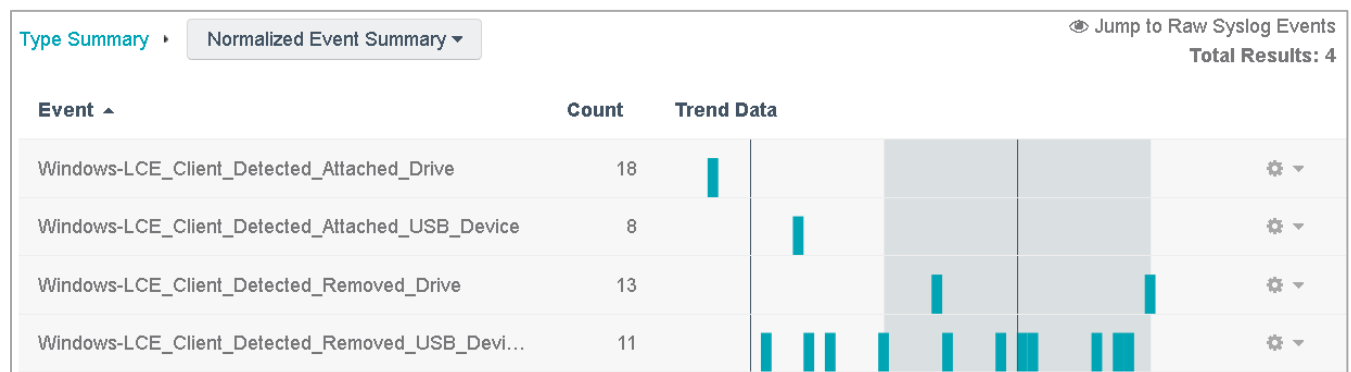 Jump to Raw Syslog Events
Type Summary Normalized Event Summary
Total Results: 4
Event Count Trend Data
Windows-LCE_Client_Detected_Attached_Drive 18
Windows-LCE_Client_Detected_Attached_USB_Device 8
Windows-LCE_Client_Detected_Removed_Drive 13
Windows-LCE_Client_Detected_Removed_USB_Devi... 11